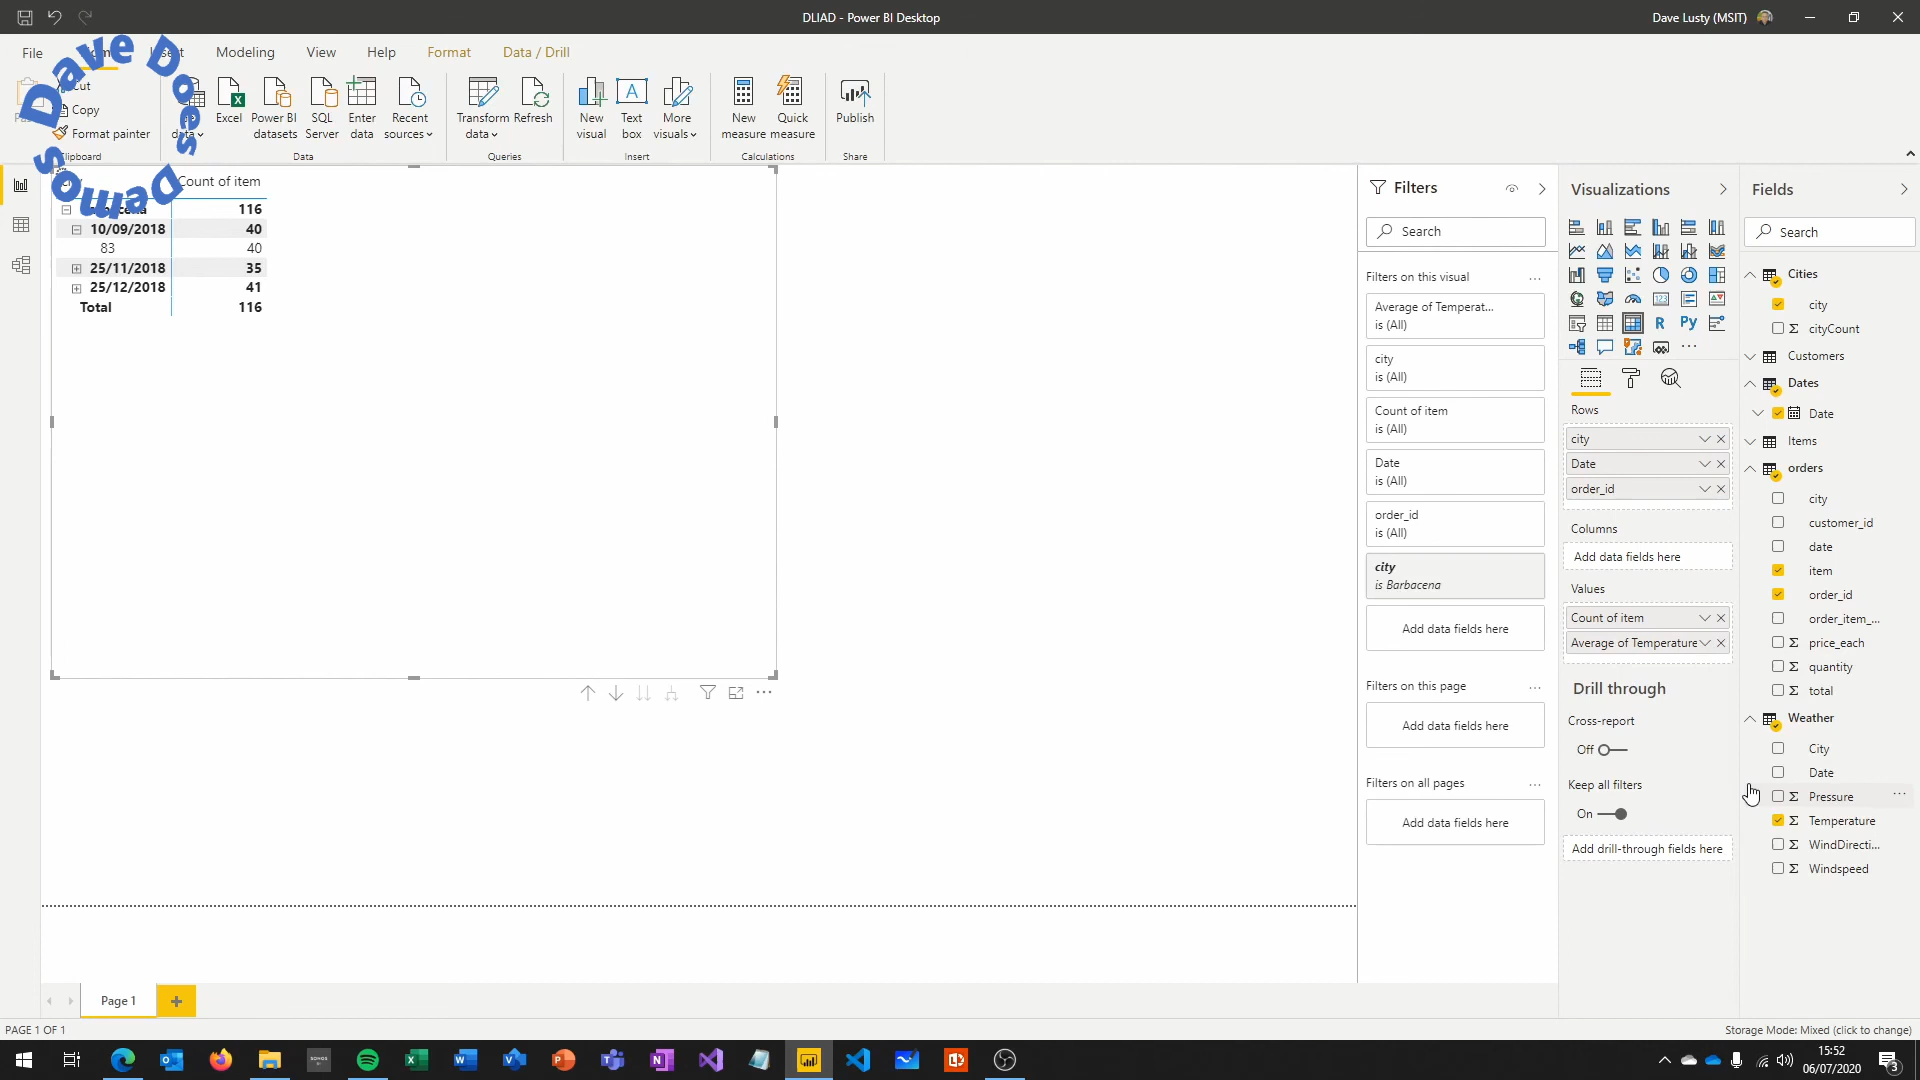 DLIAD - Power BI Desktop
Dave Lusty (MSIT)
File
Insert
Modeling
View
Help
Format
Data / Drill
Dave Does Demos
Cut
Copy
Format painter
Clipboard
data
Excel
Power BI datasets
SQL Server
Enter data
Recent sources
Data
Transform data
Refresh
Queries
New visual
Text box
More visuals
Insert
New measure
Quick measure
Calculations
Publish
Share
Count of item
116
10/09/2018 40
83 40
25/11/2018 35
25/12/2018 41
Total 116
Filters
Search
Filters on this visual
Average of Temperat...
is (All)
city
is (All)
Count of item
is (All)
Date
is (All)
order_id
is (All)
city
is Barbacena
Add data fields here
Filters on this page
Add data fields here
Filters on all pages
Add data fields here
Visualizations
R
Py
123
Rows
city
Date
order_id
Columns
Add data fields here
Values
Count of item
Average of Temperature
Drill through
Cross-report
Off
Keep all filters
On
Add drill-through fields here
Fields
Search
Cities
city
cityCount
Customers
Dates
Date
Items
orders
city
customer_id
date
item
order_id
order_item_...
price_each
quantity
total
Weather
City
Date
Pressure
Temperature
WindDirecti...
Windspeed
Page 1
PAGE 1 OF 1
Storage Mode: Mixed (click to change)
SONOS
15:52
06/07/2020
3